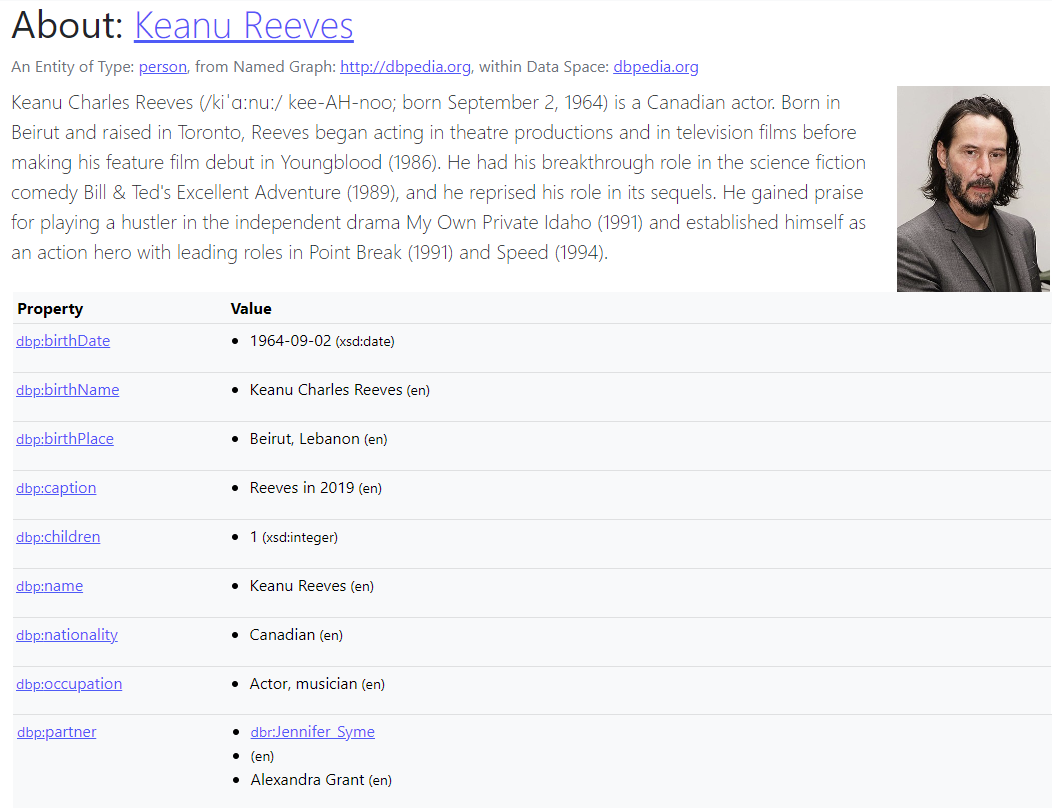 About: Keanu Reeves
An Entity of Type: person, from Named Graph: http://dbpedia.org, within Data Space: dbpedia.org
Keanu Charles Reeves (/kiˈɑːnuː/ kee-AH-noo; born September 2, 1964) is a Canadian actor. Born in
Beirut and raised in Toronto, Reeves began acting in theatre productions and in television films before
making his feature film debut in Youngblood (1986). He had his breakthrough role in the science fiction
comedy Bill & Ted's Excellent Adventure (1989), and he reprised his role in its sequels. He gained praise
for playing a hustler in the independent drama My Own Private Idaho (1991) and established himself as
an action hero with leading roles in Point Break (1991) and Speed (1994).
Property Value
dbp:birthDate • 1964-09-02 (xsd:date)
dbp:birthName • Keanu Charles Reeves (en)
dbp:birthPlace • Beirut, Lebanon (en)
dbp:caption • Reeves in 2019 (en)
dbp:children • 1 (xsd:integer)
dbp:name • Keanu Reeves (en)
dbp:nationality • Canadian (en)
dbp:occupation • Actor, musician (en)
dbp:partner • dbr:Jennifer_Syme
• (en)
• Alexandra Grant (en)